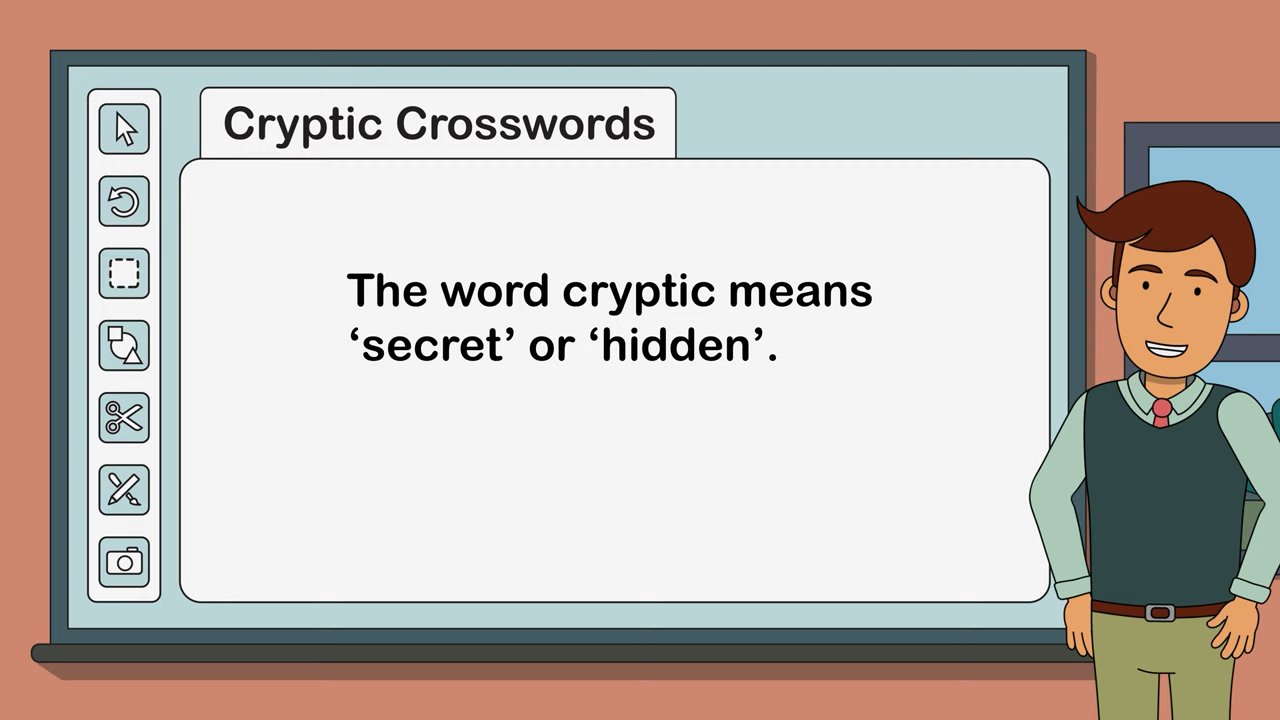 Cryptic Crosswords
The word cryptic means
‘secret’ or ‘hidden’.